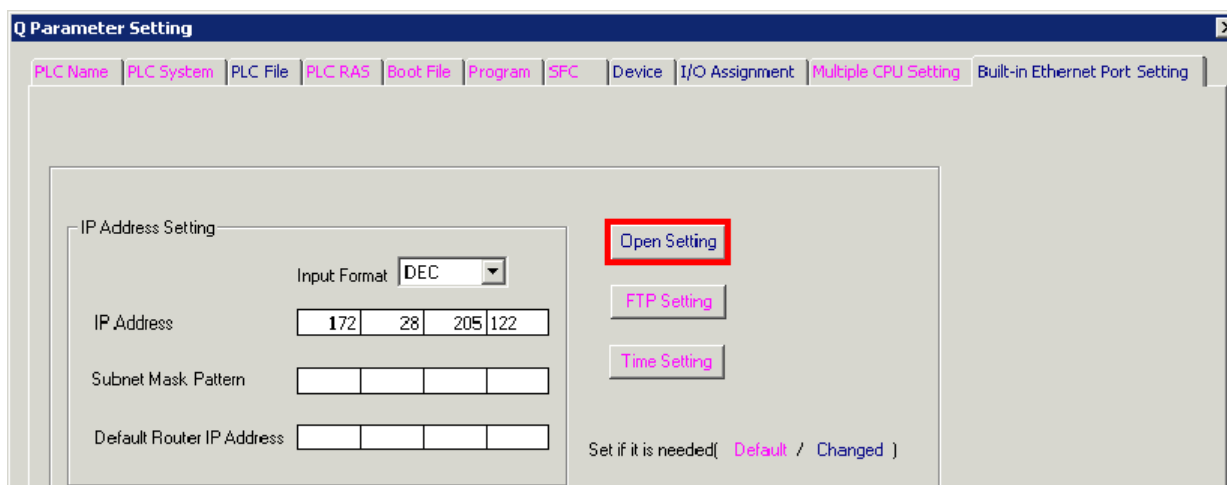 Q Parameter Setting
PLC Name PLC System PLC File PLC RAS Boot File Program SFC Device I/O Assignment Multiple CPU Setting Built-in Ethernet Port Setting
IP Address Setting
Open Setting
Input Format DEC
FTP Setting
IP Address 172 28 205 122
Time Setting
Subnet Mask Pattern
Default Router IP Address
Set if it is needed( Default / Changed )